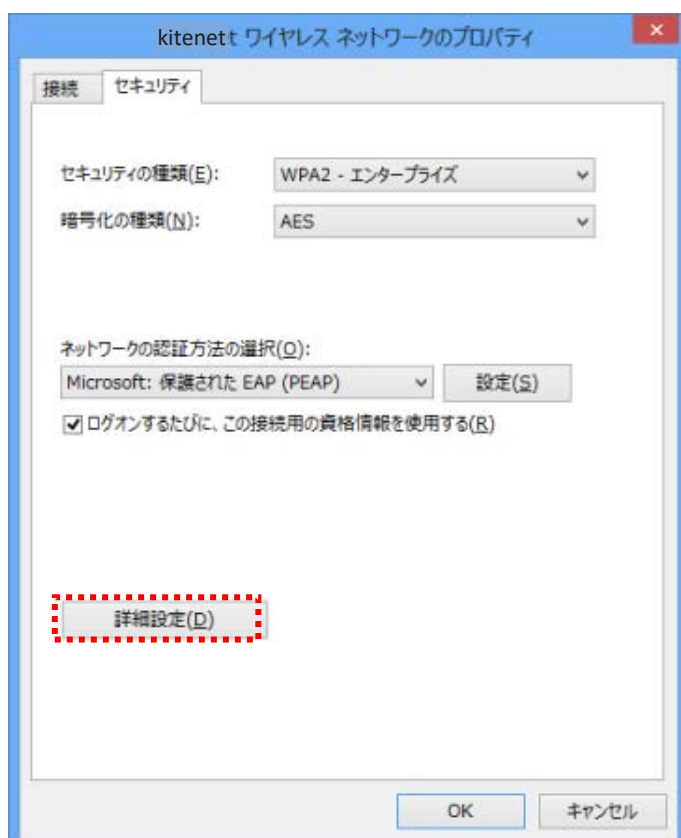 kitenett ワイヤレス ネットワークのプロパティ
接続 セキュリティ
セキュリティの種類(E): WPA2 - エンタープライズ
暗号化の種類(N): AES
ネットワークの認証方法の選択(O):
Microsoft: 保護された EAP (PEAP) 設定(S)
ログオンするたびに、この接続用の資格情報を使用する(R)
詳細設定(D)
OK キャンセル